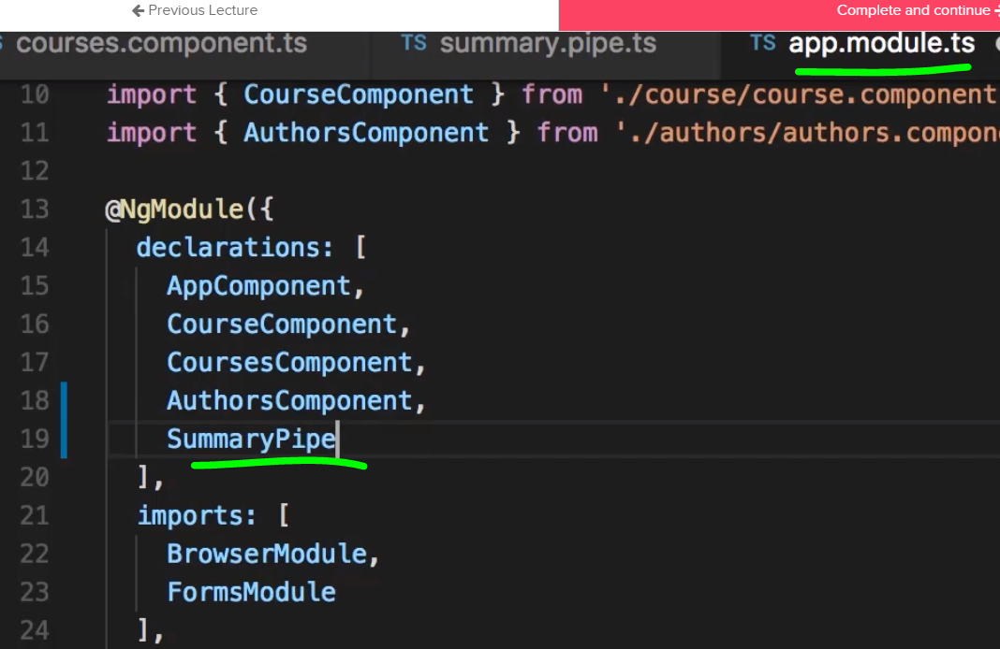 Previous Lecture
Complete and continue
courses.component.ts TS summary.pipe.ts TS app.module.ts
10 import { CourseComponent } from './course/course.component
11 import { AuthorsComponent } from './authors/authors.compon
12
13 @NgModule({
14 declarations: [
15 AppComponent,
16 CourseComponent,
17 CoursesComponent,
18 AuthorsComponent,
19 SummaryPipe
20 ],
21 imports: [
22 BrowserModule,
23 FormsModule
24 ],